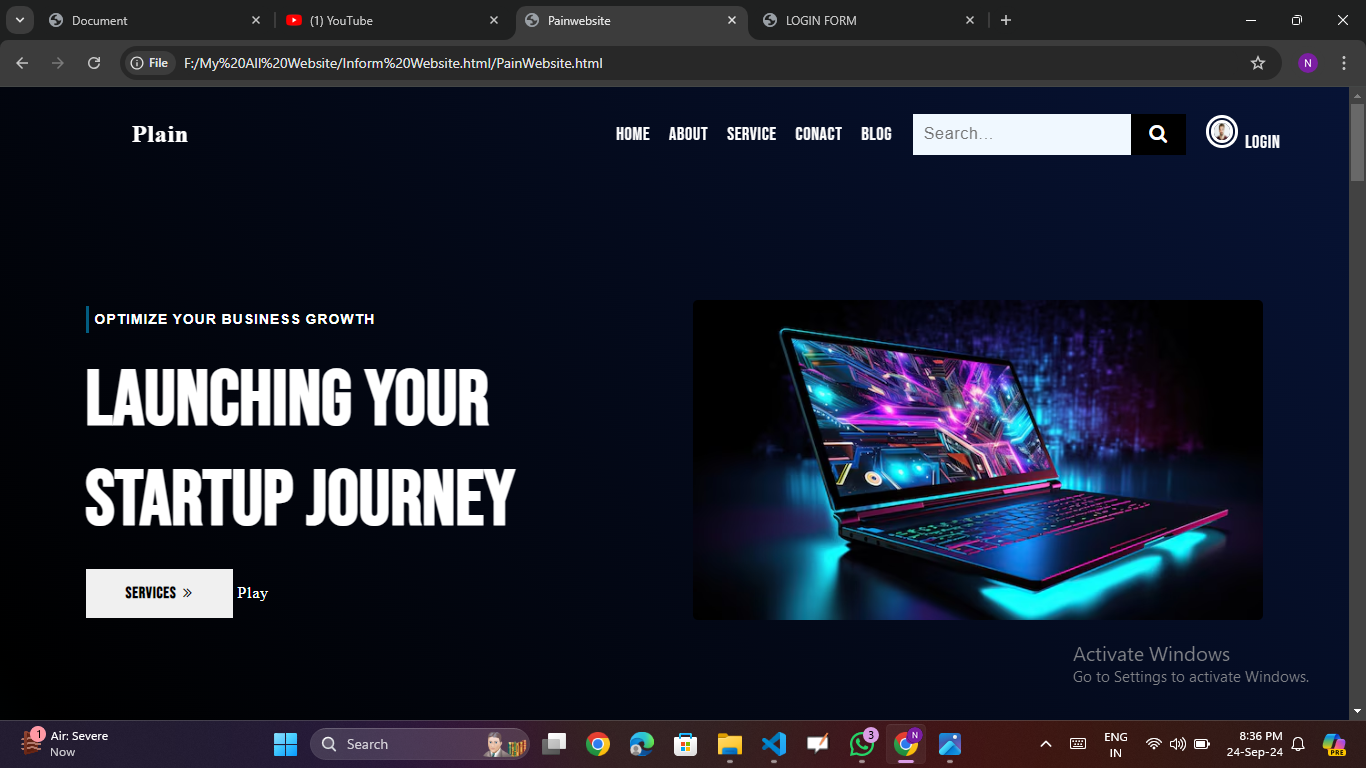 Document
(1) YouTube
Painwebsite
LOGIN FORM
File
F:/My%20All%20Website/Inform%20Website.html/PainWebsite.html
N
Plain
HOME ABOUT SERVICE CONACT BLOG
Search...
LOGIN
OPTIMIZE YOUR BUSINESS GROWTH
LAUNCHING YOUR
STARTUP JOURNEY
SERVICES »
Play
Activate Windows
Go to Settings to activate Windows.
1
Air: Severe
Now
Search
3
N
ENG
IN
8:36 PM
24-Sep-24
PRE